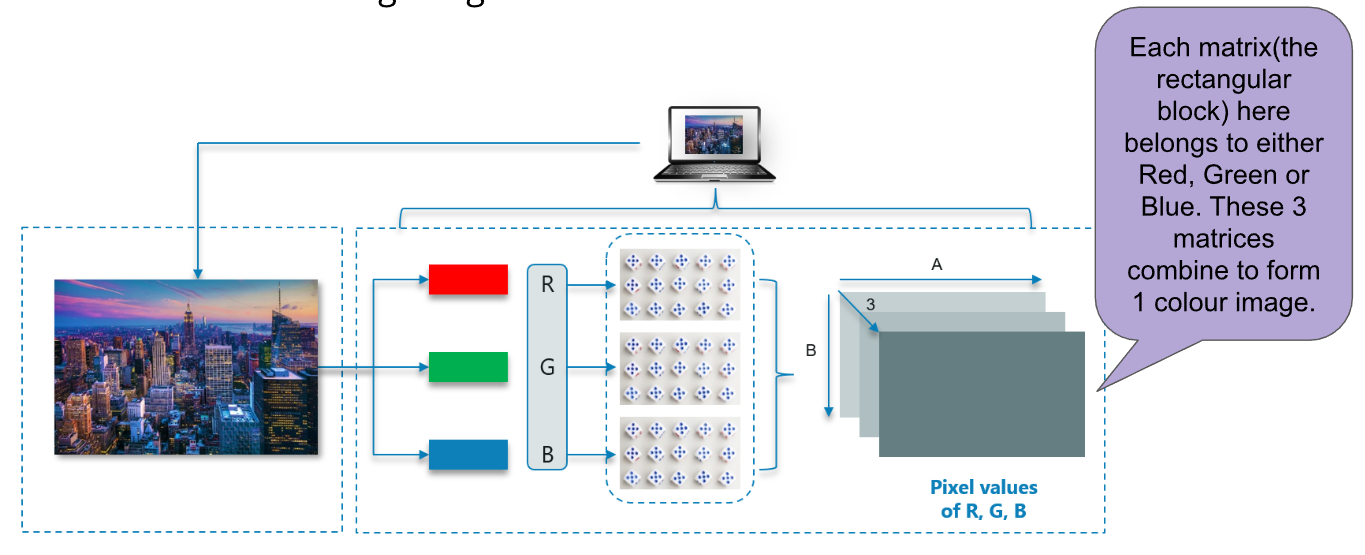 Each matrix(the
rectangular
block) here
belongs to either
Red, Green or
Blue. These 3
matrices
combine to form
1 colour image.
R
G
B
A
3
B
Pixel values
of R, G, B